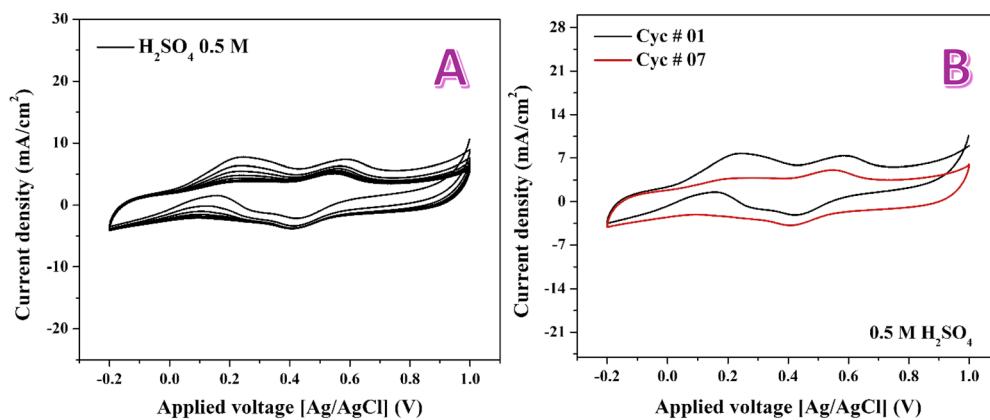 30
20
10
0
-10
-20
Current density (mA/cm²)
H₂SO₄ 0.5 M
A
-0.2 0.0 0.2 0.4 0.6 0.8 1.0
Applied voltage [Ag/AgCl] (V)
28
21
14
7
0
-7
-14
-21
Current density (mA/cm²)
Cyc # 01
Cyc # 07
B
0.5 M H₂SO₄
-0.2 0.0 0.2 0.4 0.6 0.8 1.0
Applied voltage [Ag/AgCl] (V)